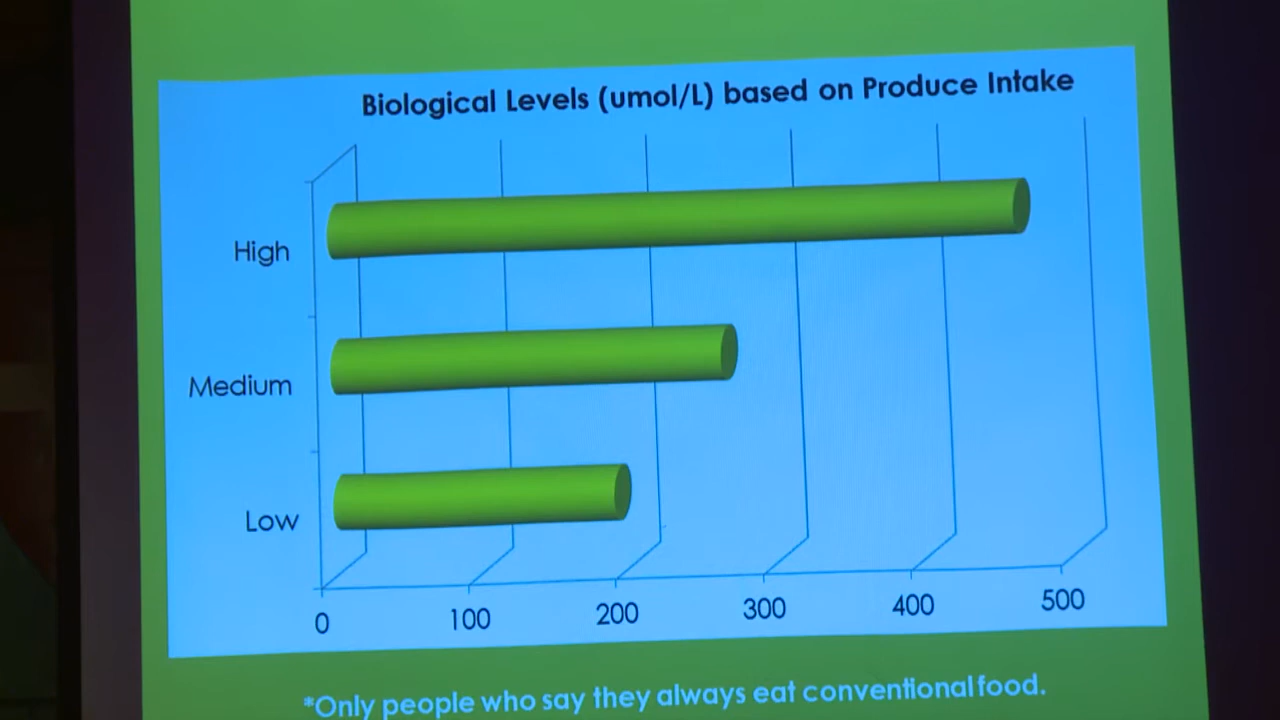 Biological Levels (umol/L) based on Produce Intake
High
Medium
Low
0 100 200 300 400 500
*Only people who say they always eat conventional food.